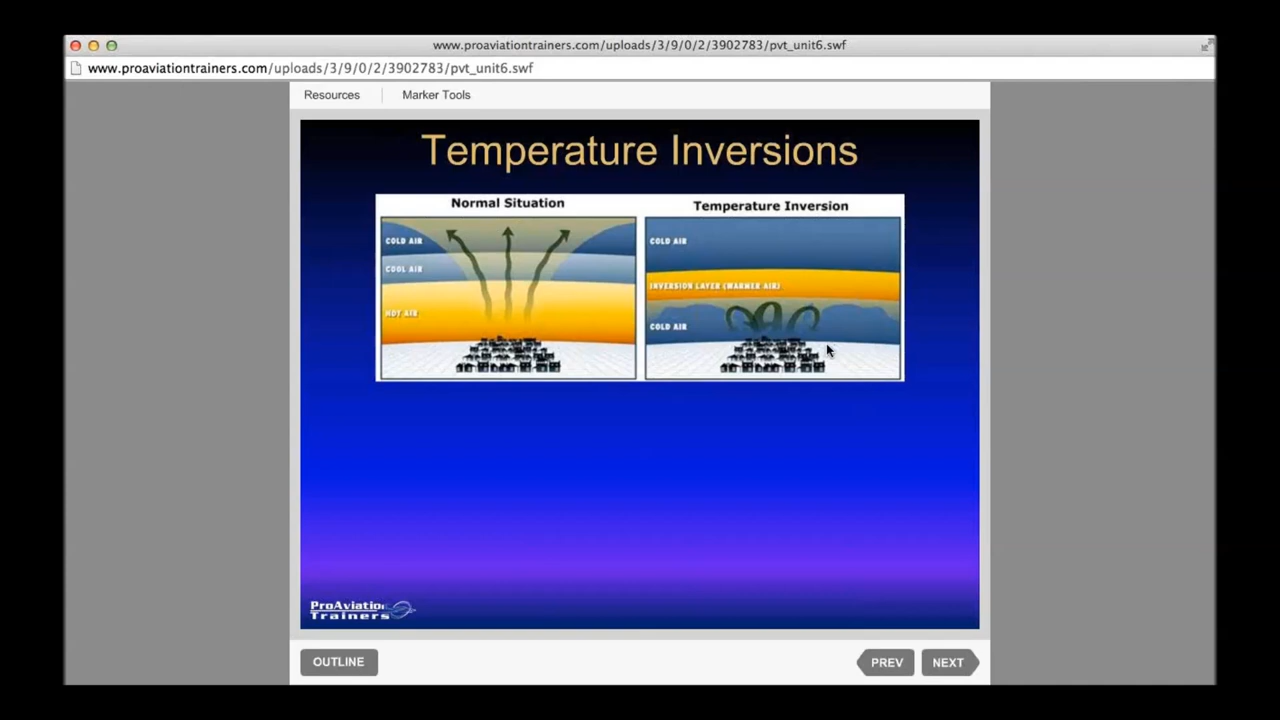 www.proaviationtrainers.com/uploads/3/9/0/2/3902783/pvt_unit6.swf
www.proaviationtrainers.com/uploads/3/9/0/2/3902783/pvt_unit6.swf
Resources
Marker Tools
Temperature Inversions
Normal Situation
COLD AIR
COOL AIR
HOT AIR
Temperature Inversion
COLD AIR
INVERSION LAYER (WARMER AIR)
COLD AIR
ProAviation
Trainers
OUTLINE
PREV
NEXT